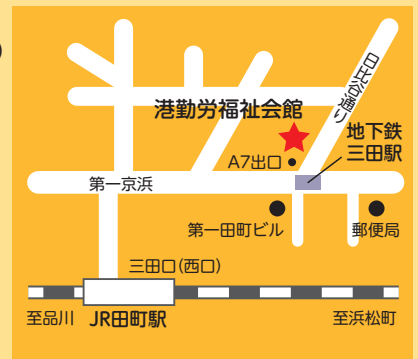 日比谷通り
港勤労福祉会館
地下鉄
三田駅
A7出口
第一京浜
第一田町ビル
郵便局
三田口(西口)
至品川
JR田町駅
至浜松町